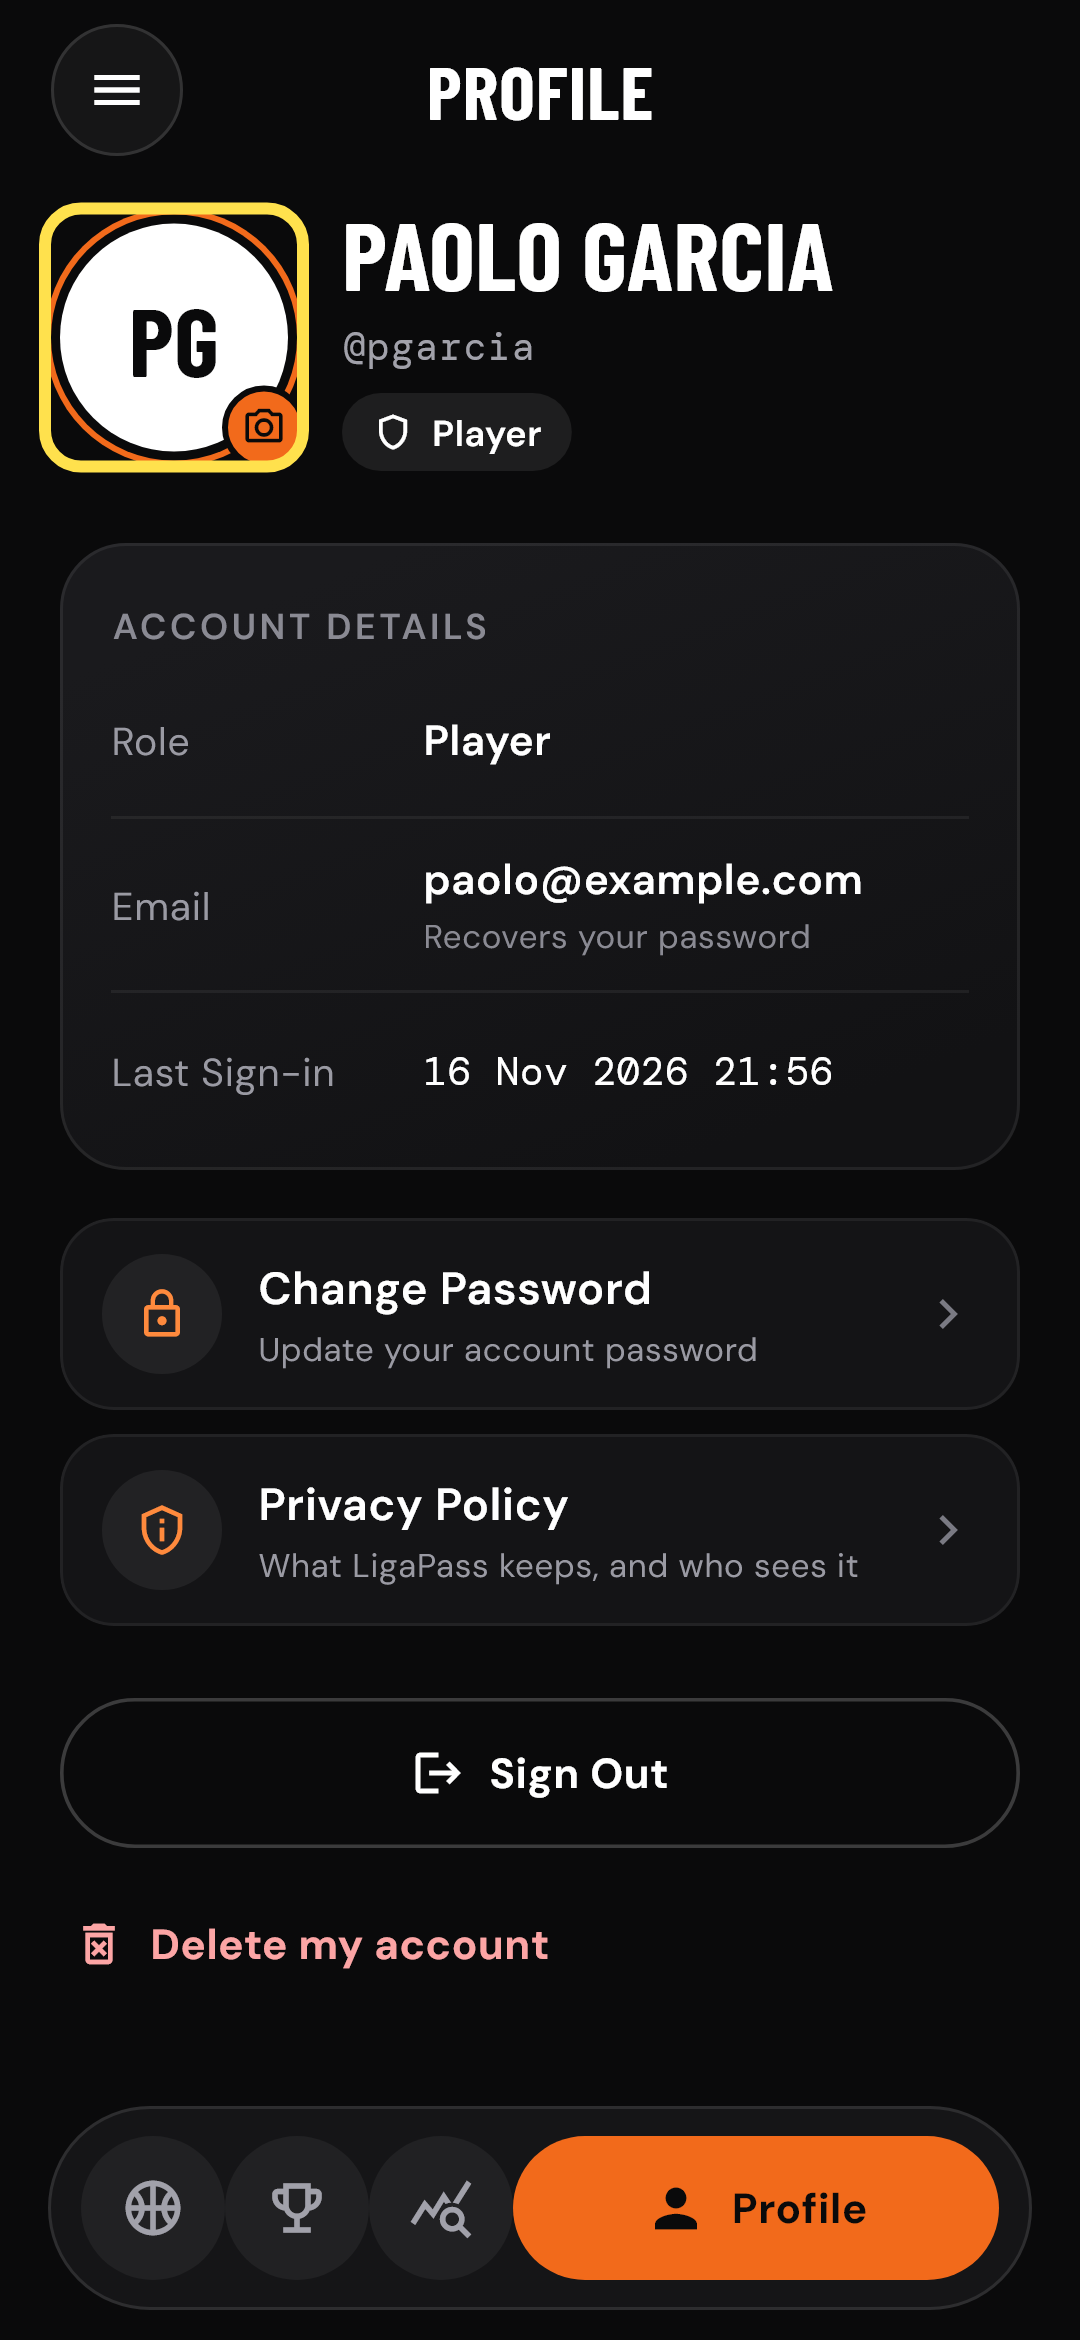 PROFILE
PG
PAOLO GARCIA
@pgarcia
Player
ACCOUNT DETAILS
Role
Player
Email
paolo@example.com
Recovers your password
Last Sign-in
16 Nov 2026 21:56
Change Password
Update your account password
Privacy Policy
What LigaPass keeps, and who sees it
Sign Out
Delete my account
Profile